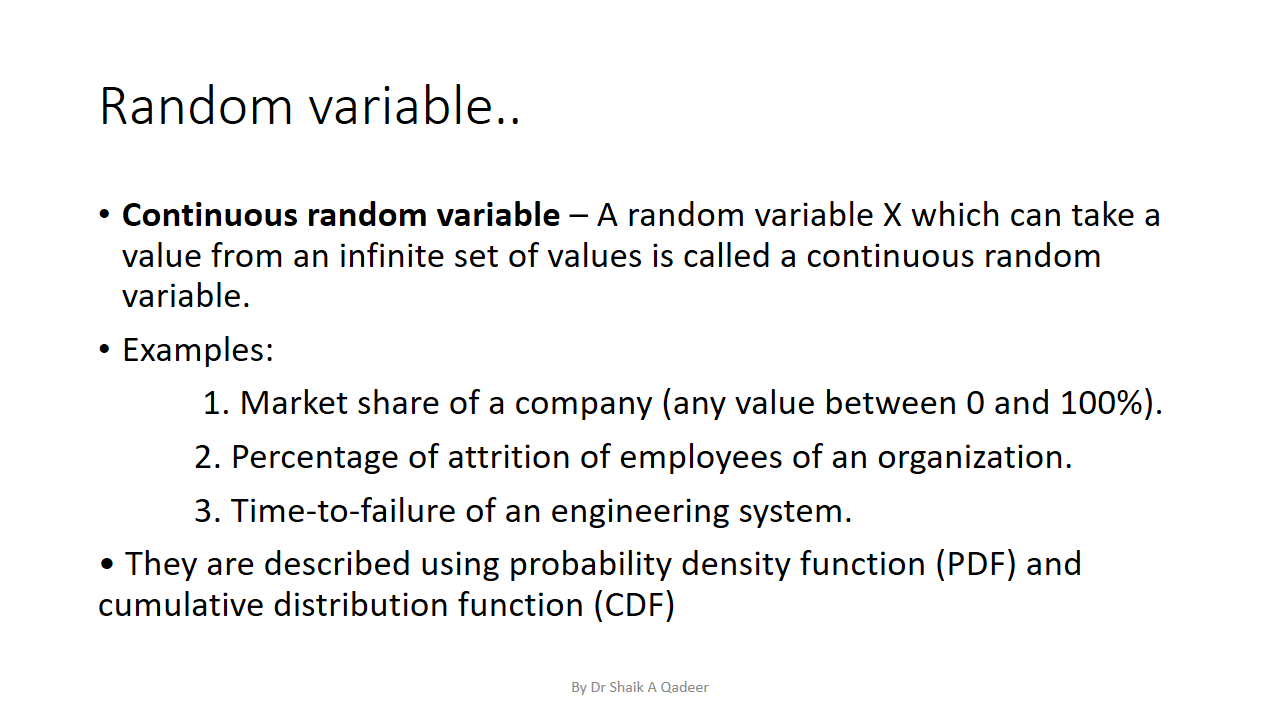 Random variable..
• Continuous random variable – A random variable X which can take a
value from an infinite set of values is called a continuous random
variable.
• Examples:
1. Market share of a company (any value between 0 and 100%).
2. Percentage of attrition of employees of an organization.
3. Time-to-failure of an engineering system.
• They are described using probability density function (PDF) and
cumulative distribution function (CDF)
By Dr Shaik A Qadeer